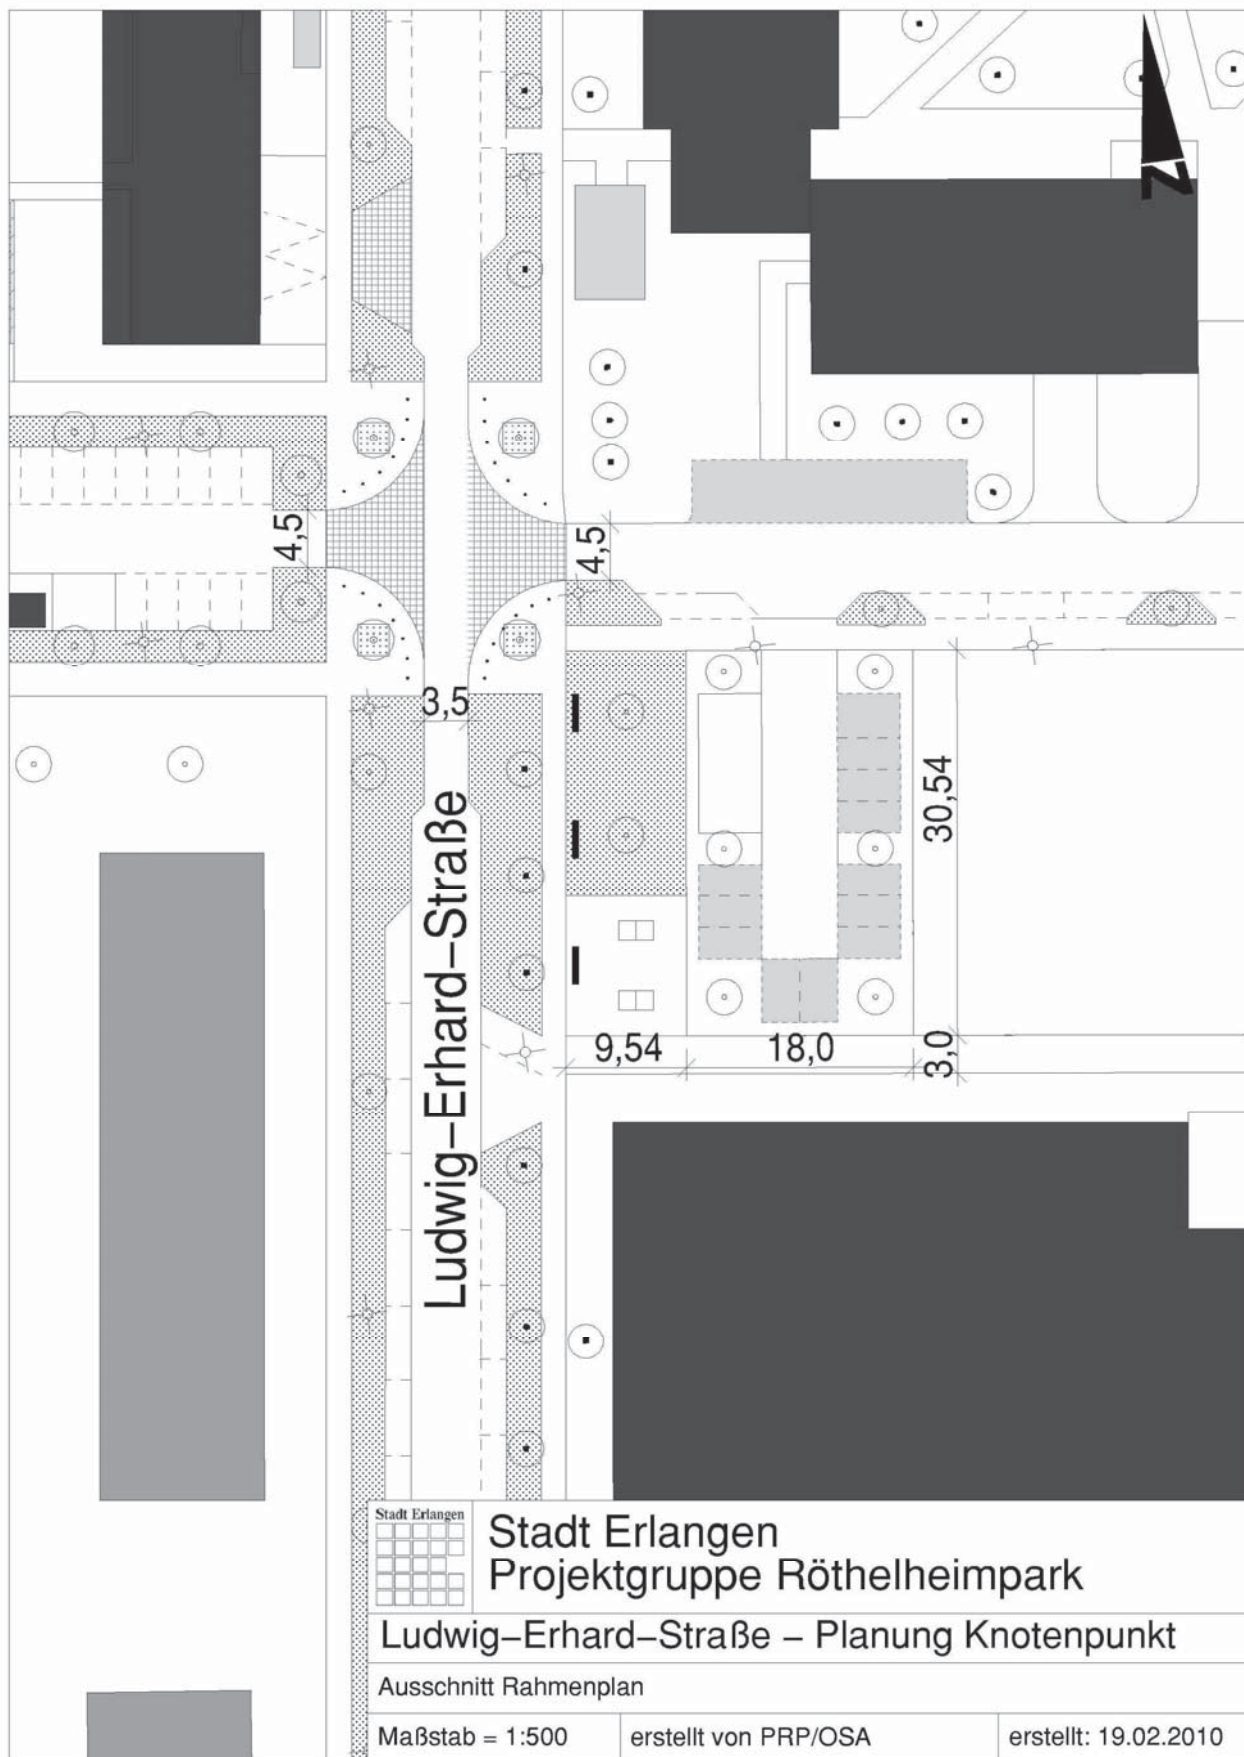 N
4,5
4,5
3,5
Ludwig–Erhard–Straße
30,54
9,54
18,0
3,0
Stadt Erlangen
Stadt Erlangen
Projektgruppe Röthelheimpark
Ludwig–Erhard–Straße – Planung Knotenpunkt
Ausschnitt Rahmenplan
Maßstab = 1:500
erstellt von PRP/OSA
erstellt: 19.02.2010